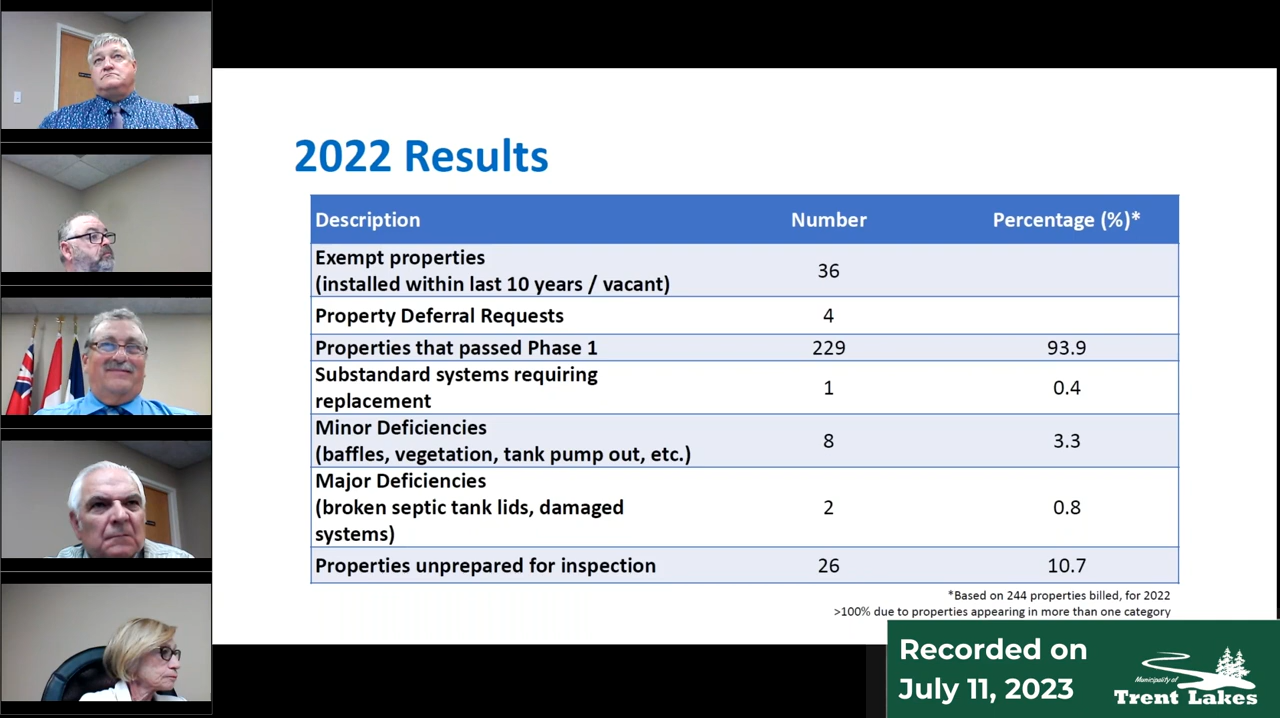 2022 Results
Description Number Percentage (%)*
Exempt properties
(installed within last 10 years / vacant) 36
Property Deferral Requests 4
Properties that passed Phase 1 229 93.9
Substandard systems requiring
replacement 1 0.4
Minor Deficiencies
(baffles, vegetation, tank pump out, etc.) 8 3.3
Major Deficiencies
(broken septic tank lids, damaged
systems) 2 0.8
Properties unprepared for inspection 26 10.7
*Based on 244 properties billed, for 2022
>100% due to properties appearing in more than one category
Recorded on
July 11, 2023
Municipality of
Trent Lakes